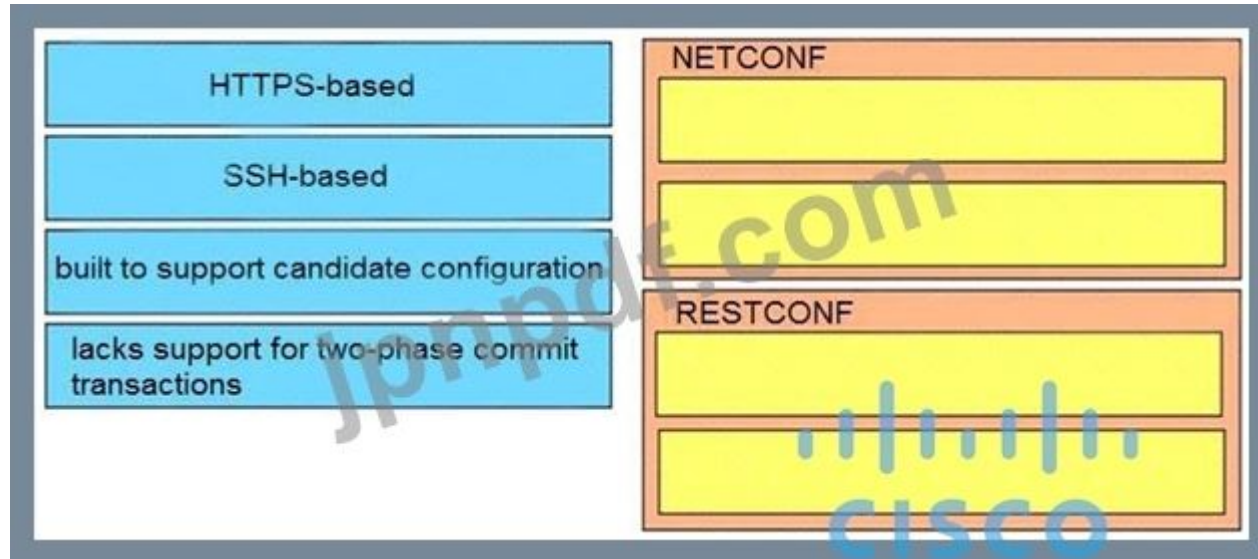 HTTPS-based
SSH-based
built to support candidate configuration
lacks support for two-phase commit
transactions
NETCONF
RESTCONF
jpnpdf.com
CISCO